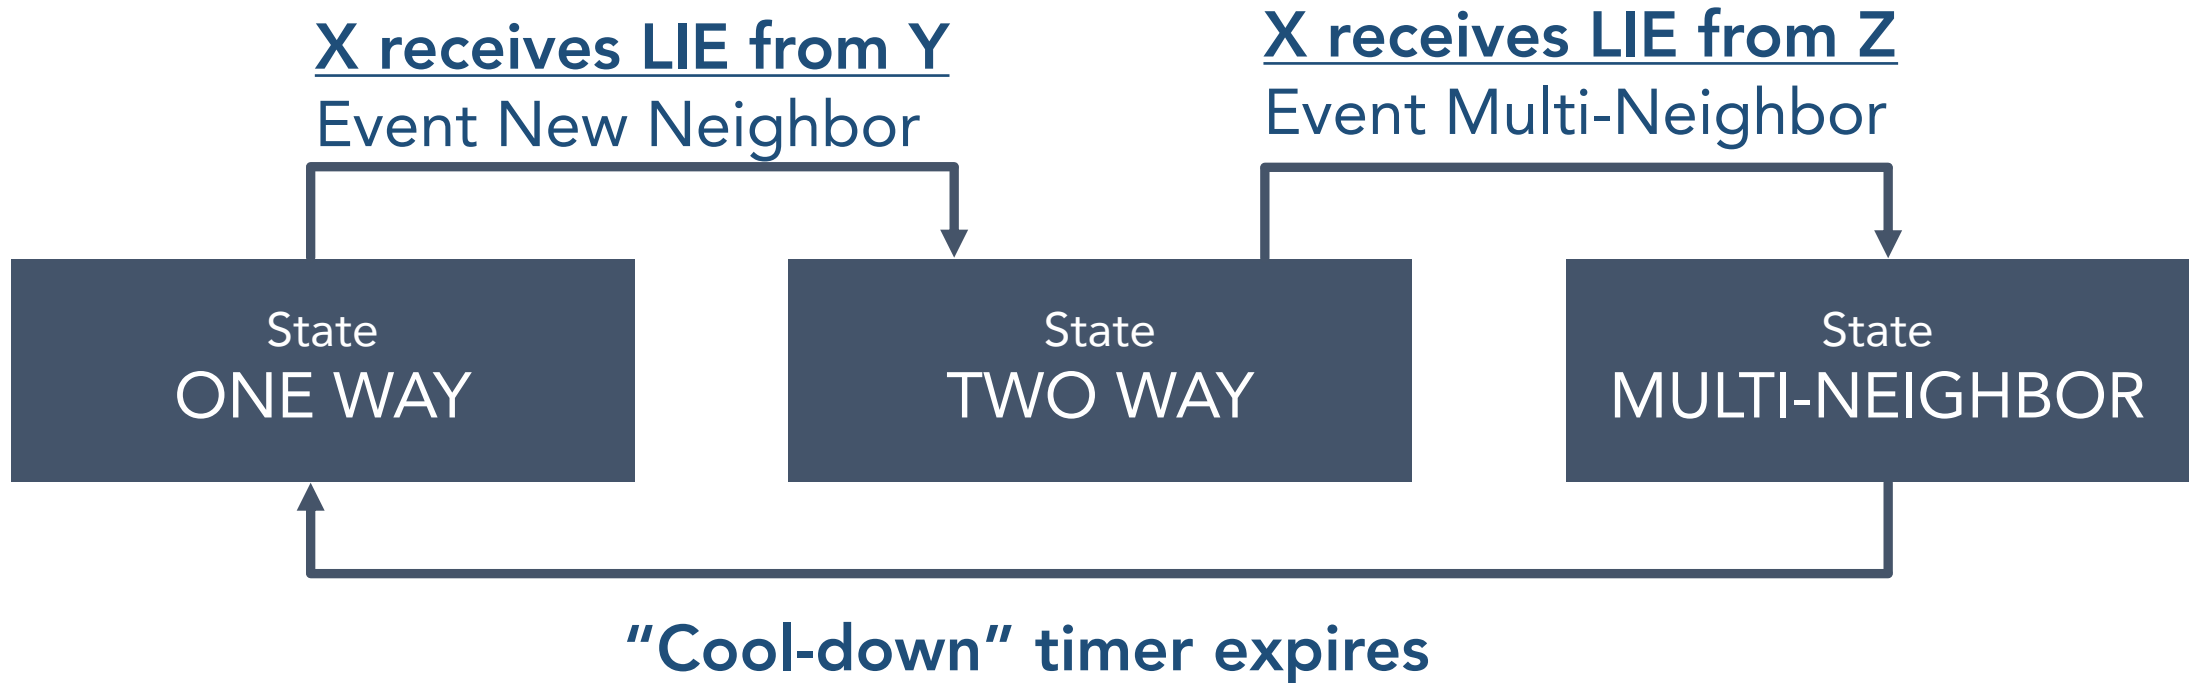 X receives LIE from Y
Event New Neighbor
X receives LIE from Z
Event Multi-Neighbor
State
ONE WAY
State
TWO WAY
State
MULTI-NEIGHBOR
“Cool-down” timer expires